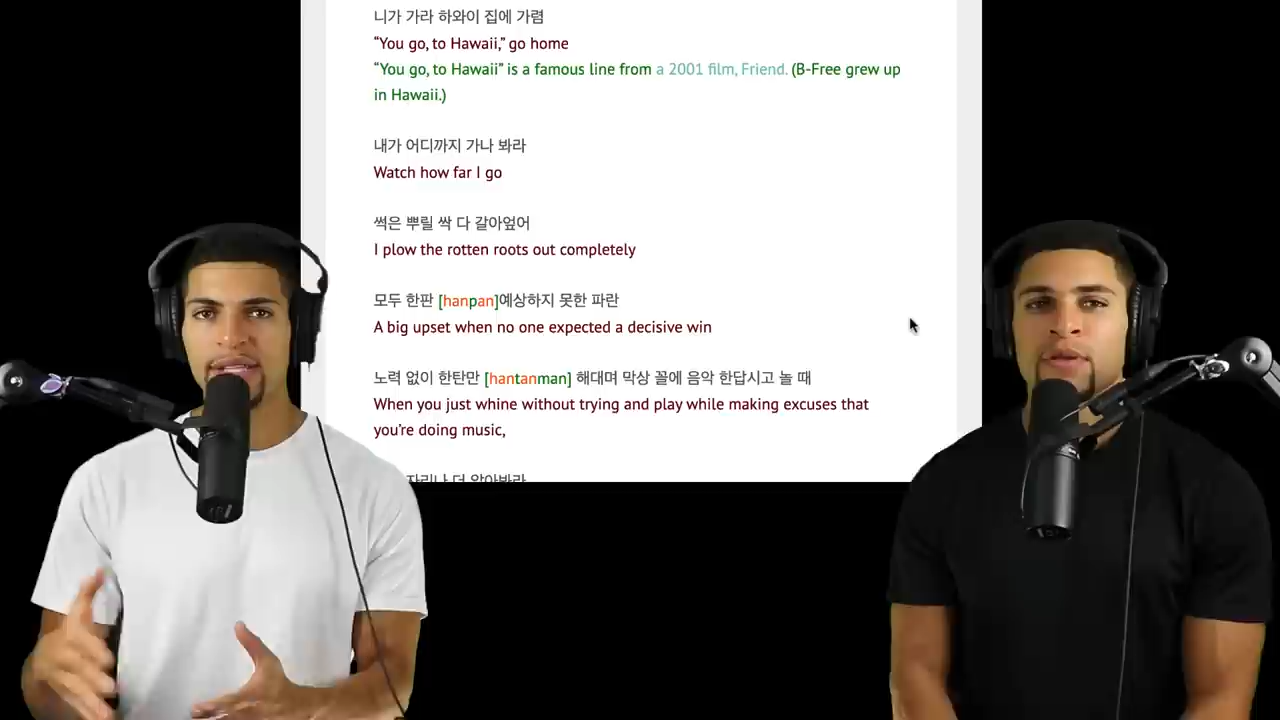 니가 가라 하와이 집에 가렴
“You go, to Hawaii,” go home
“You go, to Hawaii” is a famous line from a 2001 film, Friend. (B-Free grew up
in Hawaii.)
내가 어디까지 가나 봐라
Watch how far I go
썩은 뿌릴 싹 다 갈아엎어
I plow the rotten roots out completely
모두 한판 [hanpan]예상하지 못한 파란
A big upset when no one expected a decisive win
노력 없이 한탄만 [hantanman] 해대며 막상 꼴에 음악 한답시고 놀 때
When you just whine without trying and play while making excuses that
you’re doing music,